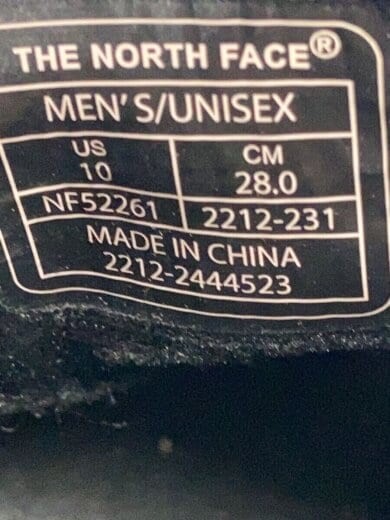 THE NORTH FACE®
MEN'S/UNISEX
US CM
10 28.0
NF52261 2212-231
MADE IN CHINA
2212-2444523